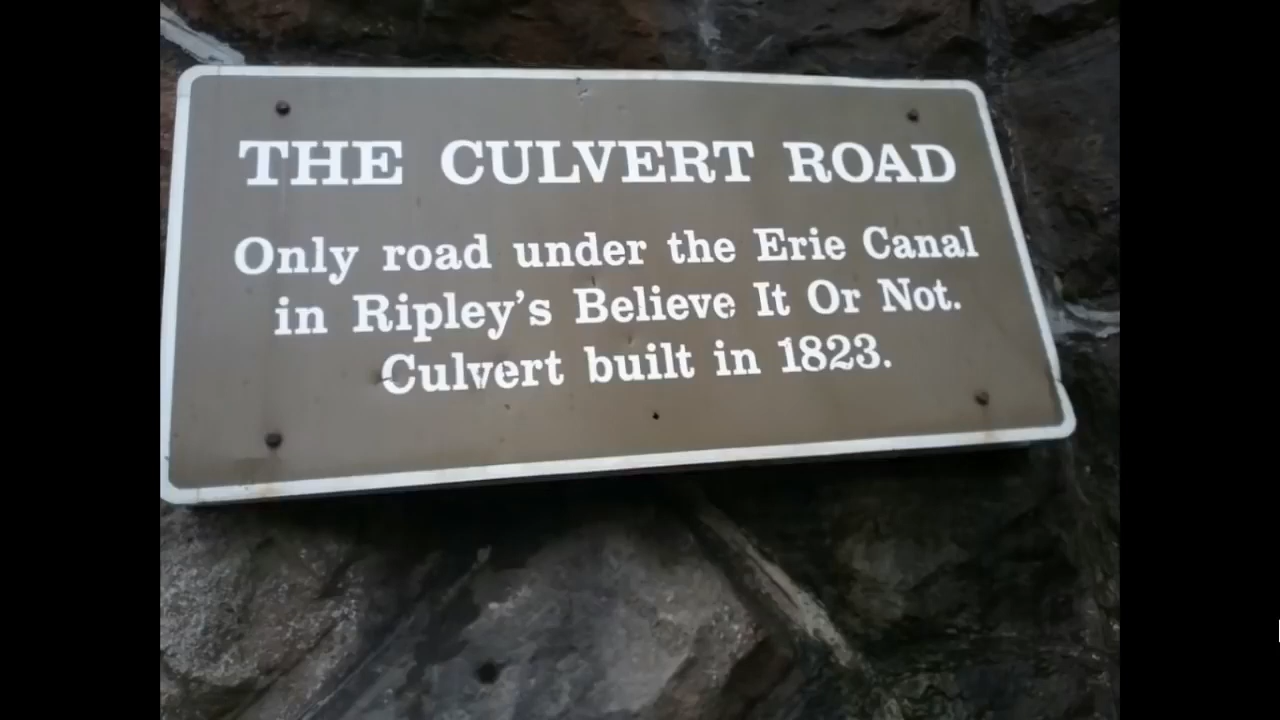 THE CULVERT ROAD
Only road under the Erie Canal
in Ripley's Believe It Or Not.
Culvert built in 1823.